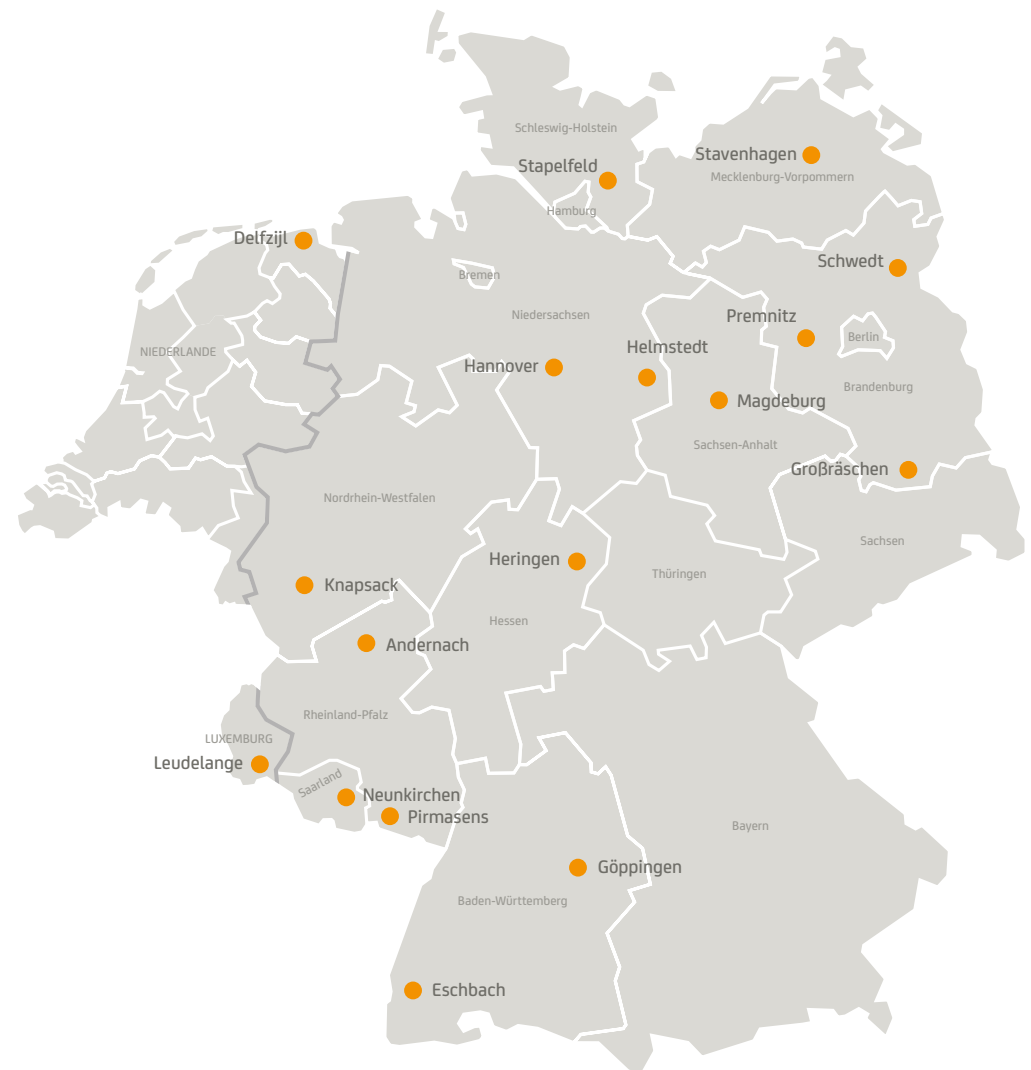 Schleswig-Holstein
Stavenhagen
Stapelfeld
Mecklenburg-Vorpommern
Hamburg
Delfzijl
Schwedt
Bremen
Niedersachsen
Premnitz
Berlin
NIEDERLANDE
Helmstedt
Hannover
Brandenburg
Magdeburg
Sachsen-Anhalt
Großräschen
Nordrhein-Westfalen
Sachsen
Heringen
Thüringen
Knapsack
Hessen
Andernach
Rheinland-Pfalz
LUXEMBURG
Leudelange
Saarland
Neunkirchen
Pirmasens
Bayern
Göppingen
Baden-Württemberg
Eschbach